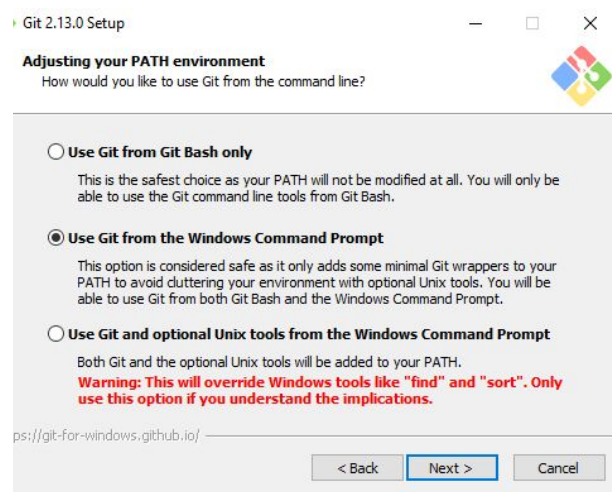 Git 2.13.0 Setup
Adjusting your PATH environment
How would you like to use Git from the command line?
Use Git from Git Bash only
This is the safest choice as your PATH will not be modified at all. You will only be
able to use the Git command line tools from Git Bash.
Use Git from the Windows Command Prompt
This option is considered safe as it only adds some minimal Git wrappers to your
PATH to avoid cluttering your environment with optional Unix tools. You will be
able to use Git from both Git Bash and the Windows Command Prompt.
Use Git and optional Unix tools from the Windows Command Prompt
Both Git and the optional Unix tools will be added to your PATH.
Warning: This will override Windows tools like "find" and "sort". Only
use this option if you understand the implications.
ps://git-for-windows.github.io/
< Back Next > Cancel